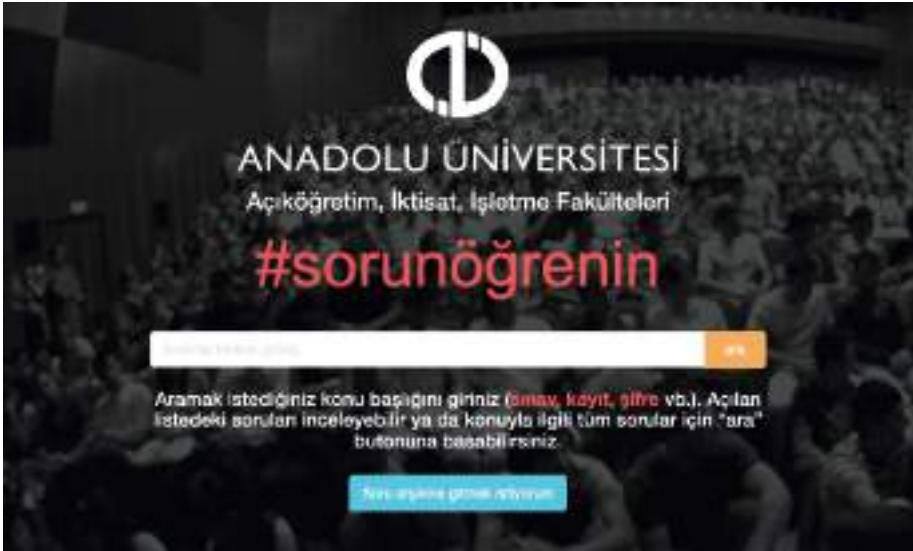 ANADOLU ÜNİVERSİTESİ
Açıköğretim, İktisat, İşletme Fakülteleri
#sorunöğrenin
ara
Aramak istediğiniz konu başlığını giriniz (sınav, kayıt, şifre vb.). Açılan
listedeki soruları inceleyebilir ya da konuyla ilgili tüm sorular için "ara"
butonuna basabilirsiniz.